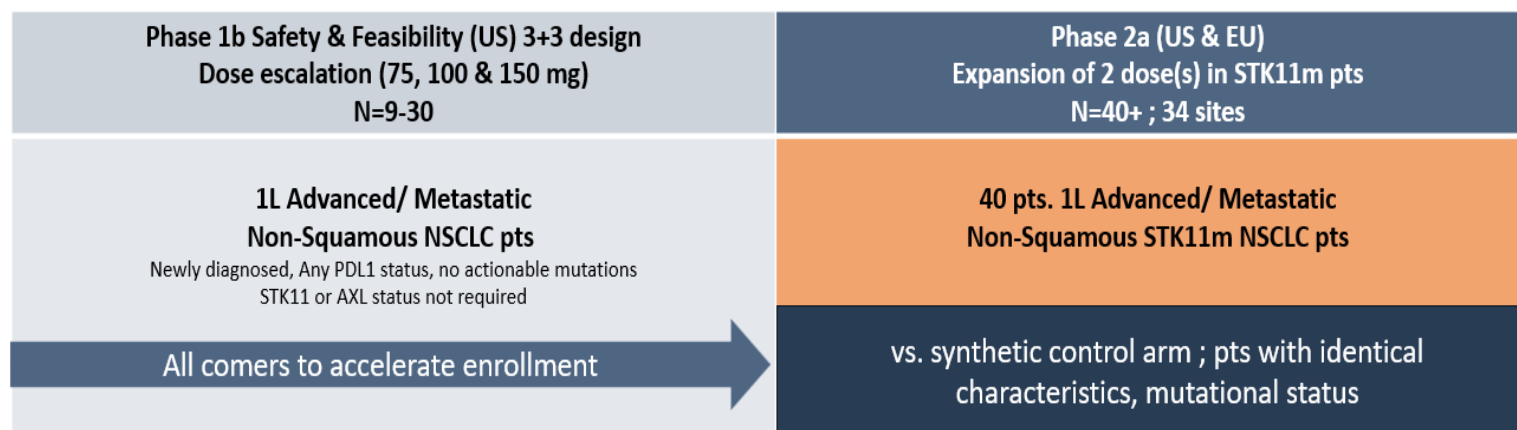 Phase 1b Safety & Feasibility (US) 3+3 design
Dose escalation (75, 100 & 150 mg)
N=9-30
Phase 2a (US & EU)
Expansion of 2 dose(s) in STK11m pts
N=40+ ; 34 sites
1L Advanced/ Metastatic
Non-Squamous NSCLC pts
Newly diagnosed, Any PDL1 status, no actionable mutations
STK11 or AXL status not required
All comers to accelerate enrollment
40 pts. 1L Advanced/ Metastatic
Non-Squamous STK11m NSCLC pts
vs. synthetic control arm ; pts with identical
characteristics, mutational status